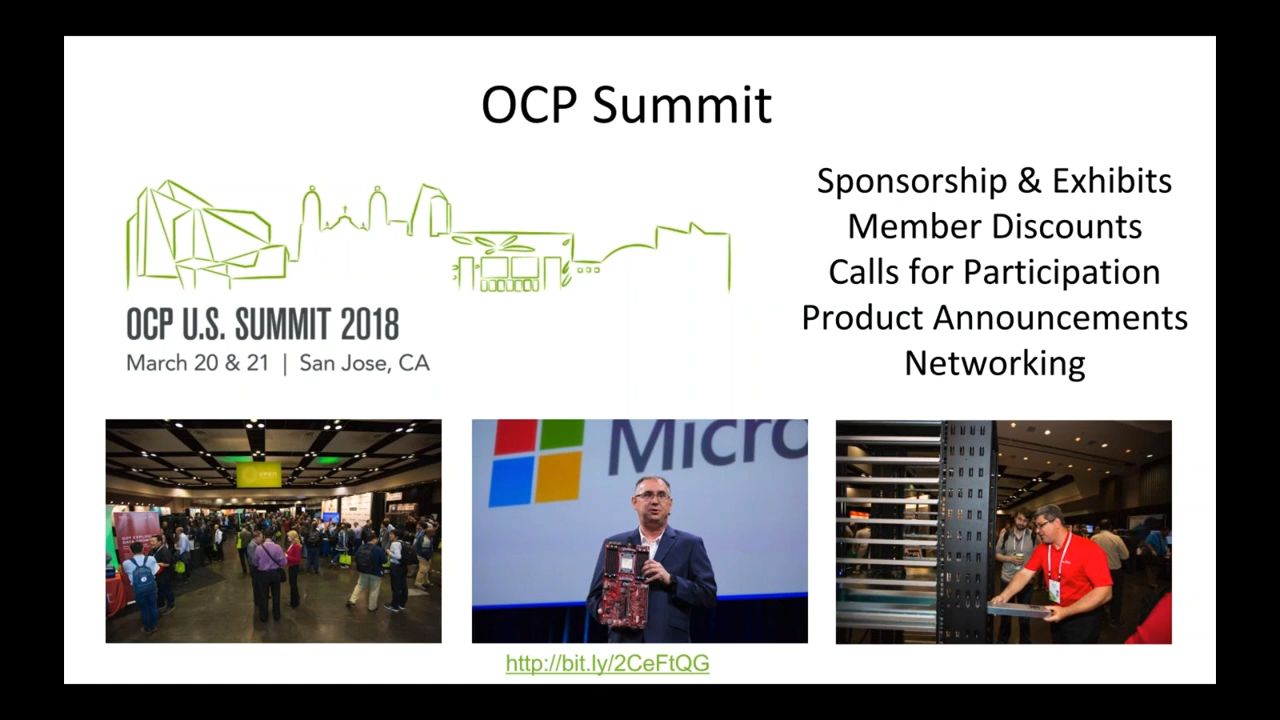 OCP Summit
Sponsorship & Exhibits
Member Discounts
Calls for Participation
Product Announcements
Networking
OCP U.S. SUMMIT 2018
March 20 & 21 | San Jose, CA
Micro
http://bit.ly/2CeFtQG